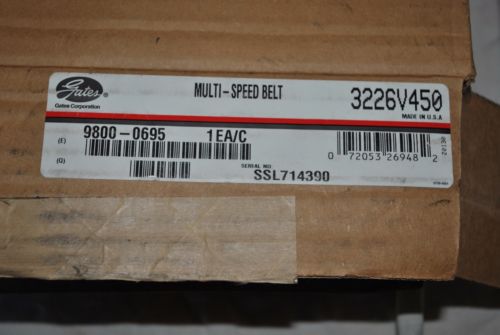 Gates
Gates Corporation
MULTI-SPEED BELT
3226V450
MADE IN U.S.A
(E)
9800-0695
1EA/C
(Q)
SERIAL NO:
SSL714390
0 72053 26948 2
20130